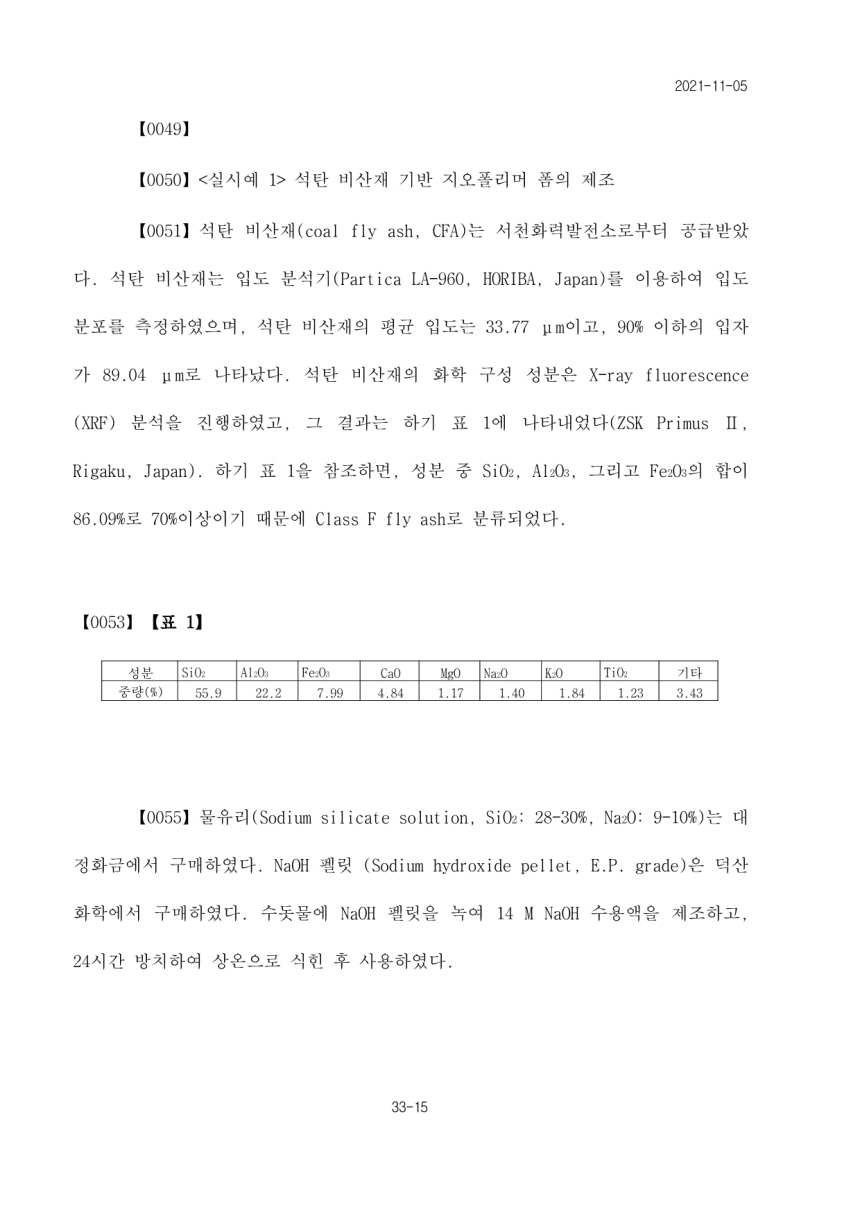 2021-11-05
【0049】
【0050】<실시예 1> 석탄 비산재 기반 지오폴리머 폼의 제조
【0051】석탄 비산재(coal fly ash, CFA)는 서천화력발전소로부터 공급받았
다. 석탄 비산재는 입도 분석기(Partica LA-960, HORIBA, Japan)를 이용하여 입도
분포를 측정하였으며, 석탄 비산재의 평균 입도는 33.77 μm이고, 90% 이하의 입자
가 89.04 μm로 나타났다. 석탄 비산재의 화학 구성 성분은 X-ray fluorescence
(XRF) 분석을 진행하였고, 그 결과는 하기 표 1에 나타내었다(ZSK Primus Ⅱ,
Rigaku, Japan). 하기 표 1을 참조하면, 성분 중 SiO₂, Al₂O₃, 그리고 Fe₂O₃의 합이
86.09%로 70%이상이기 때문에 Class F fly ash로 분류되었다.
【0053】【표 1】
성분 SiO₂ Al₂O₃ Fe₂O₃ CaO MgO Na₂O K₂O TiO₂ 기타
중량(%) 55.9 22.2 7.99 4.84 1.17 1.40 1.84 1.23 3.43
【0055】물유리(Sodium silicate solution, SiO₂: 28-30%, Na₂O: 9-10%)는 대
정화금에서 구매하였다. NaOH 펠릿 (Sodium hydroxide pellet, E.P. grade)은 덕산
화학에서 구매하였다. 수돗물에 NaOH 펠릿을 녹여 14 M NaOH 수용액을 제조하고,
24시간 방치하여 상온으로 식힌 후 사용하였다.
33-15